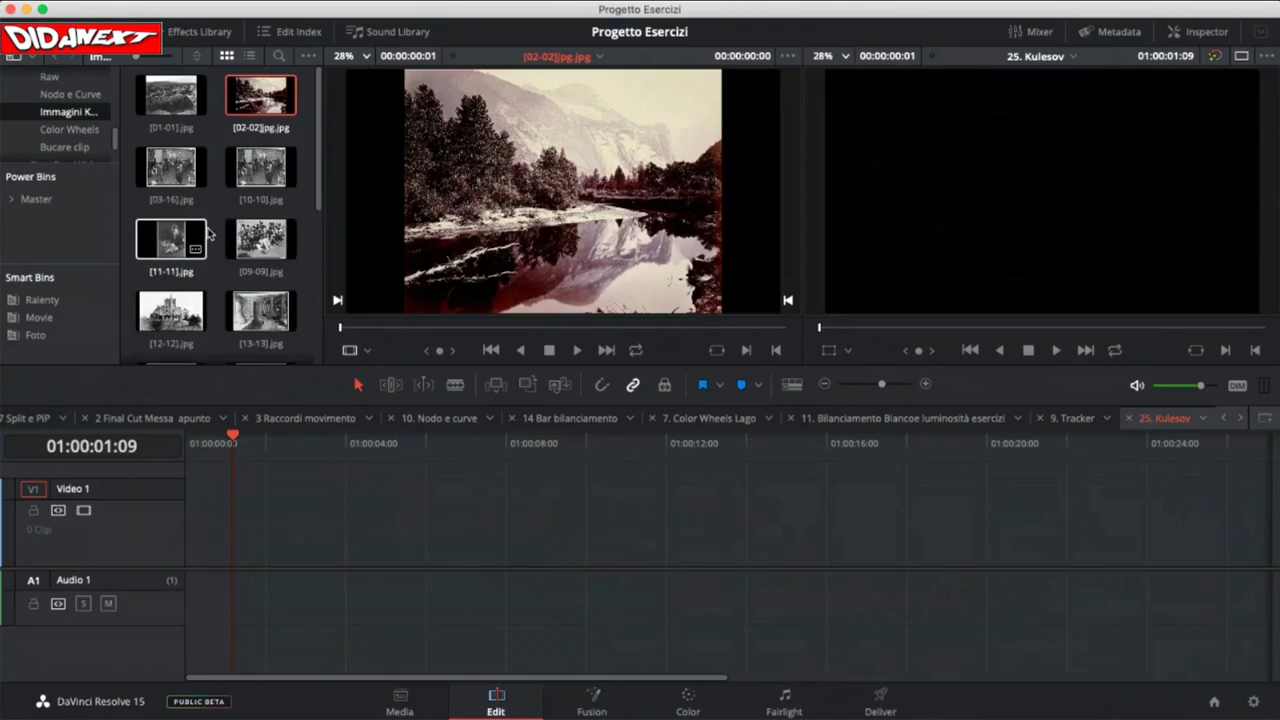 Progetto Esercizi
DIDANEXT
Effects Library
Edit Index
Sound Library
Progetto Esercizi
Mixer
Metadata
Inspector
Im...
28%
00:00:00:01
[02-02]jpg.jpg
00:00:00:00
28%
00:00:00:01
25. Kulesov
01:00:01:09
Raw
Nodo e Curve
Immagini K...
Color Wheels
Bucare clip
Power Bins
Master
Smart Bins
Ralenty
Movie
Foto
[01-01].jpg
[02-02]jpg.jpg
[03-16].jpg
[10-10].jpg
[11-11].jpg
[09-09].jpg
[12-12].jpg
[13-13].jpg
DIM
7 Split e PiP
2 Final Cut Messa apunto
3 Raccordi movimento
10. Nodo e curve
14 Bar bilanciamento
7. Color Wheels Lago
11. Bilanciamento Biancoe luminosità esercizi
9. Tracker
25. Kulesov
01:00:01:09
01:00:00:00
01:00:04:00
01:00:08:00
01:00:12:00
01:00:16:00
01:00:20:00
01:00:24:00
V1
Video 1
0 Clip
A1
Audio 1
(1)
S
M
DaVinci Resolve 15
PUBLIC BETA
Media
Edit
Fusion
Color
Fairlight
Deliver